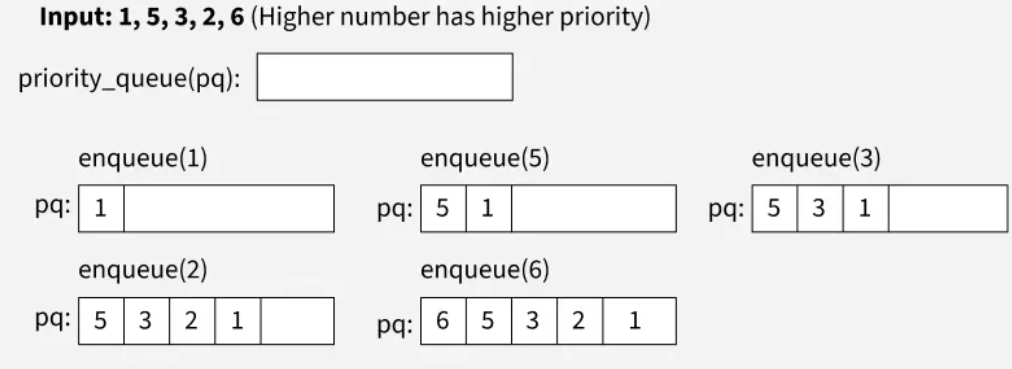 Input: 1, 5, 3, 2, 6 (Higher number has higher priority)
priority_queue(pq):
enqueue(1) enqueue(5) enqueue(3)
pq: 1 pq: 5 1 pq: 5 3 1
enqueue(2) enqueue(6)
pq: 5 3 2 1 pq: 6 5 3 2 1